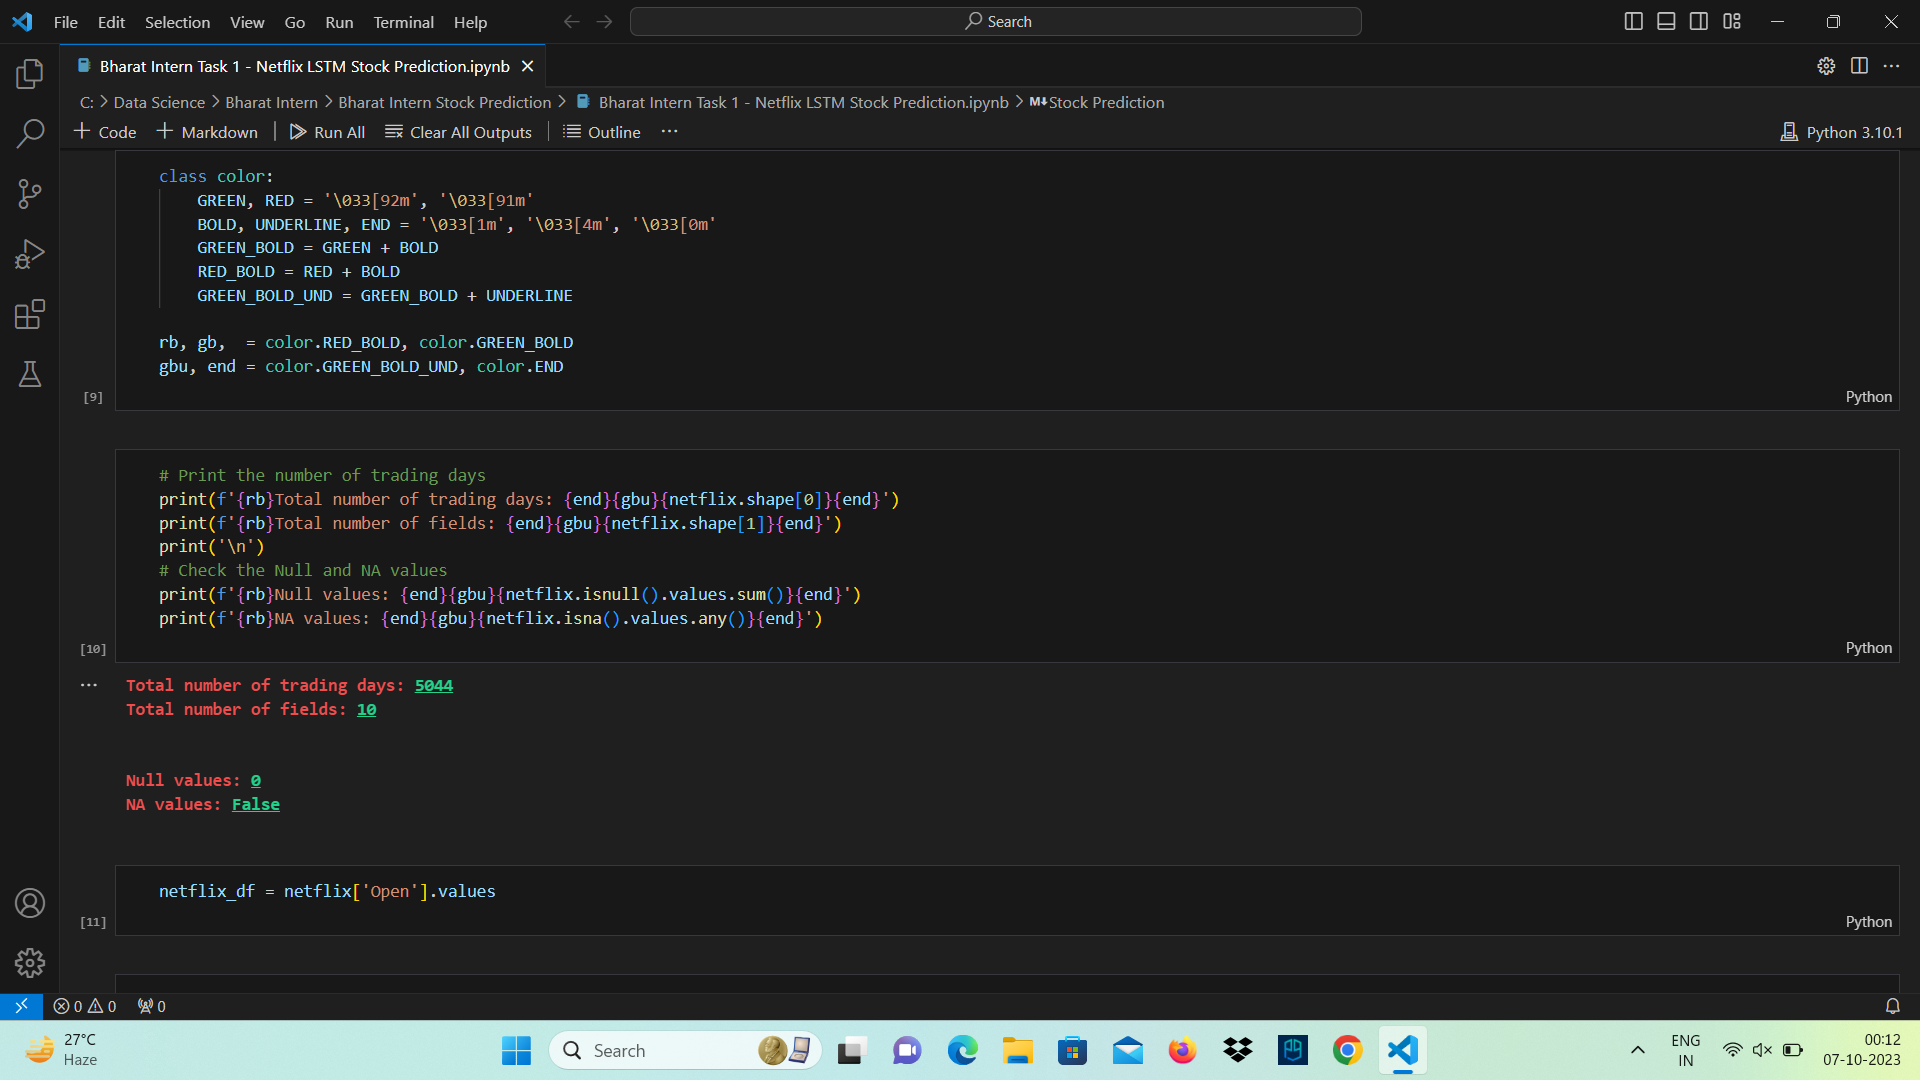 File Edit Selection View Go Run Terminal Help Search
Bharat Intern Task 1 - Netflix LSTM Stock Prediction.ipynb
C: > Data Science > Bharat Intern > Bharat Intern Stock Prediction > Bharat Intern Task 1 - Netflix LSTM Stock Prediction.ipynb > M↓Stock Prediction
+ Code + Markdown Run All Clear All Outputs Outline ... Python 3.10.1
class color:
    GREEN, RED = '\033[92m', '\033[91m'
    BOLD, UNDERLINE, END = '\033[1m', '\033[4m', '\033[0m'
    GREEN_BOLD = GREEN + BOLD
    RED_BOLD = RED + BOLD
    GREEN_BOLD_UND = GREEN_BOLD + UNDERLINE
rb, gb,  = color.RED_BOLD, color.GREEN_BOLD
gbu, end = color.GREEN_BOLD_UND, color.END
[9] Python
# Print the number of trading days
print(f'{rb}Total number of trading days: {end}{gbu}{netflix.shape[0]}{end}')
print(f'{rb}Total number of fields: {end}{gbu}{netflix.shape[1]}{end}')
print('\n')
# Check the Null and NA values
print(f'{rb}Null values: {end}{gbu}{netflix.isnull().values.sum()}{end}')
print(f'{rb}NA values: {end}{gbu}{netflix.isna().values.any()}{end}')
[10] Python
... Total number of trading days: 5044
Total number of fields: 10
Null values: 0
NA values: False
netflix_df = netflix['Open'].values
[11] Python
0 0 0
27°C
Haze
Search
ENG
IN
00:12
07-10-2023